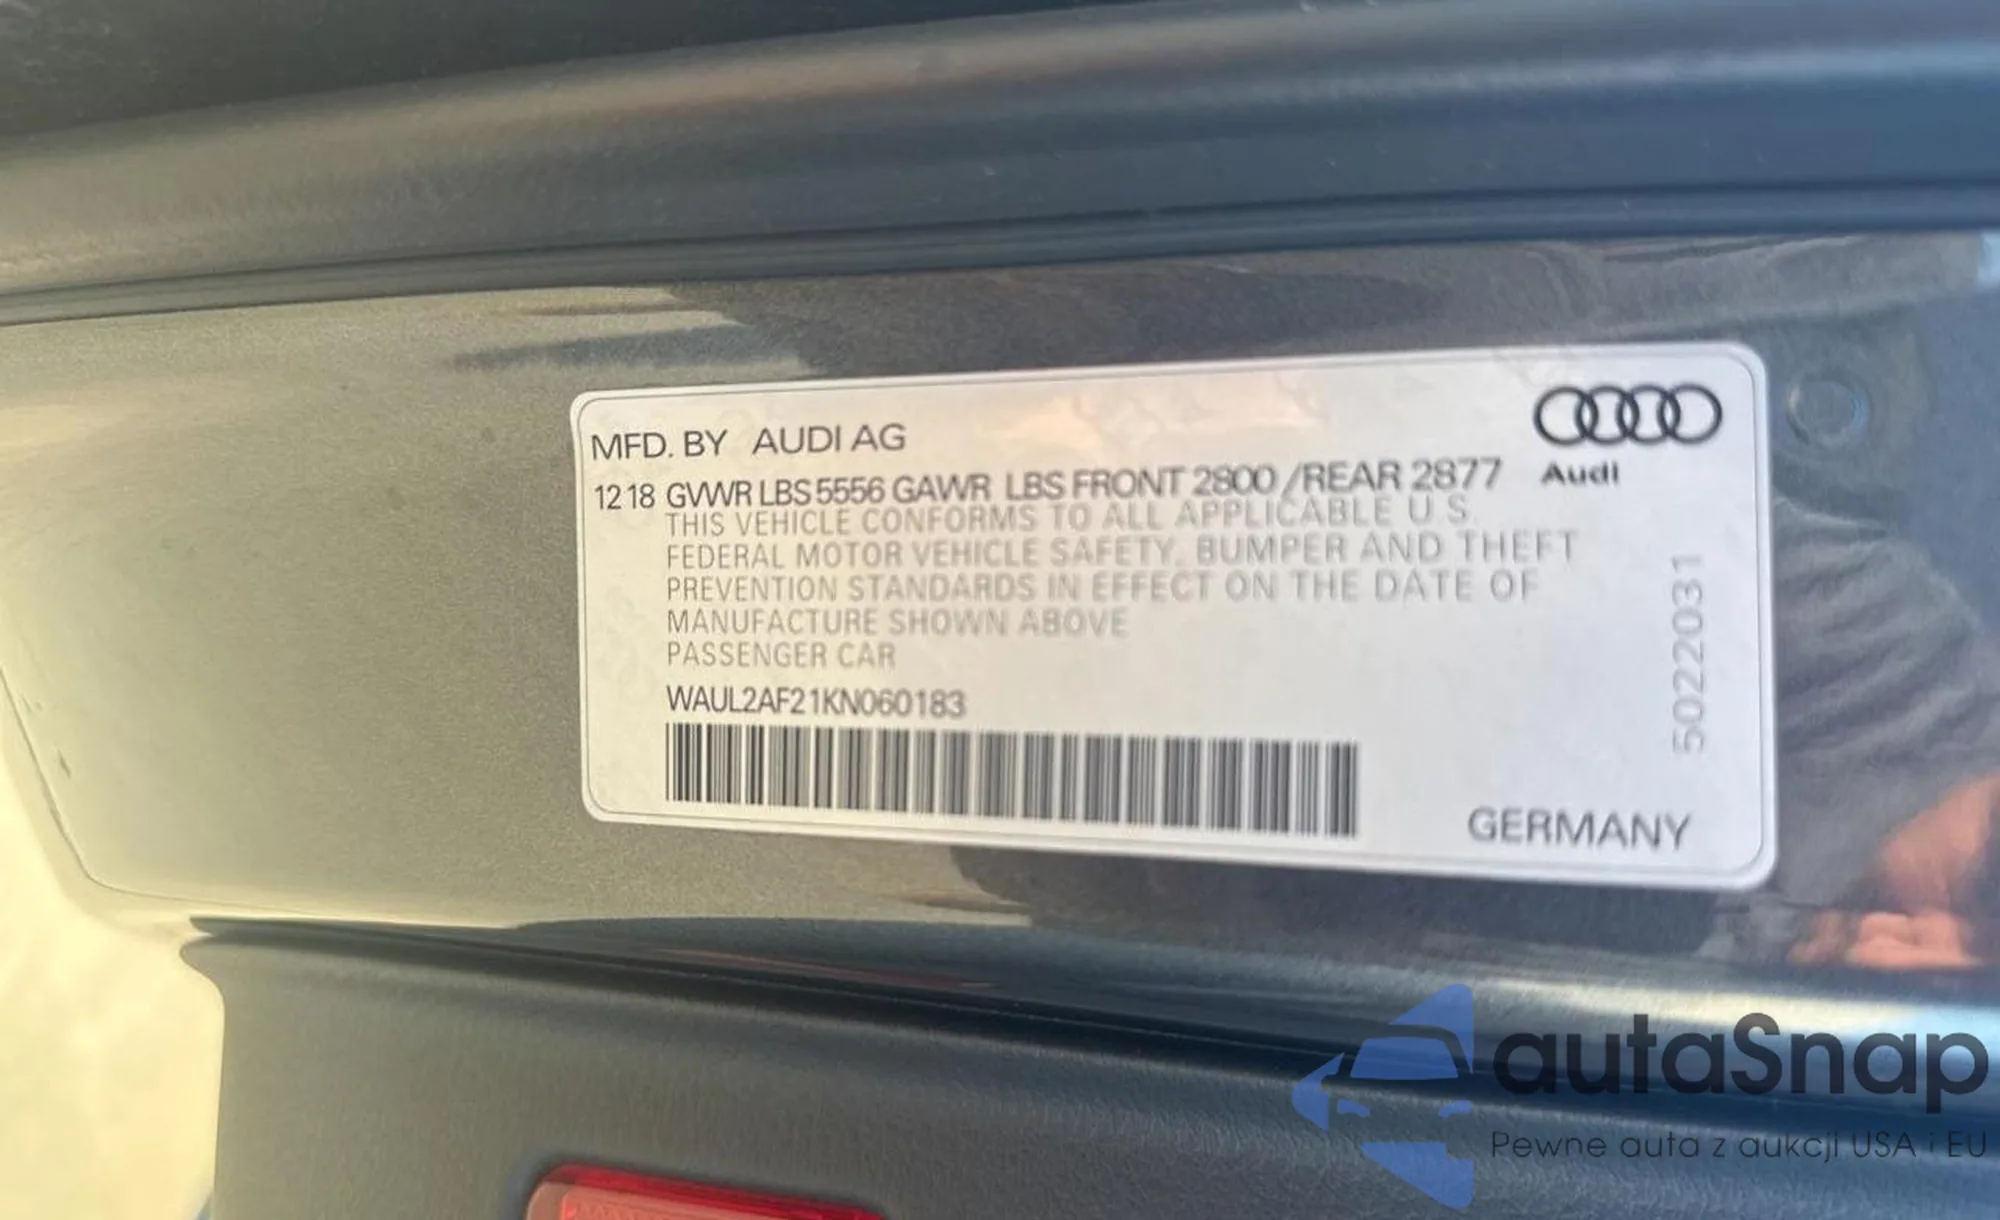 MFD. BY AUDI AG
12 18 GVWR LBS 5556 GAWR LBS FRONT 2800 /REAR 2877
THIS VEHICLE CONFORMS TO ALL APPLICABLE U.S.
FEDERAL MOTOR VEHICLE SAFETY, BUMPER AND THEFT
PREVENTION STANDARDS IN EFFECT ON THE DATE OF
MANUFACTURE SHOWN ABOVE
PASSENGER CAR
WAUL2AF21KN060183
Audi
5022031
GERMANY
autaSnap
Pewne auta z aukcji USA i EU